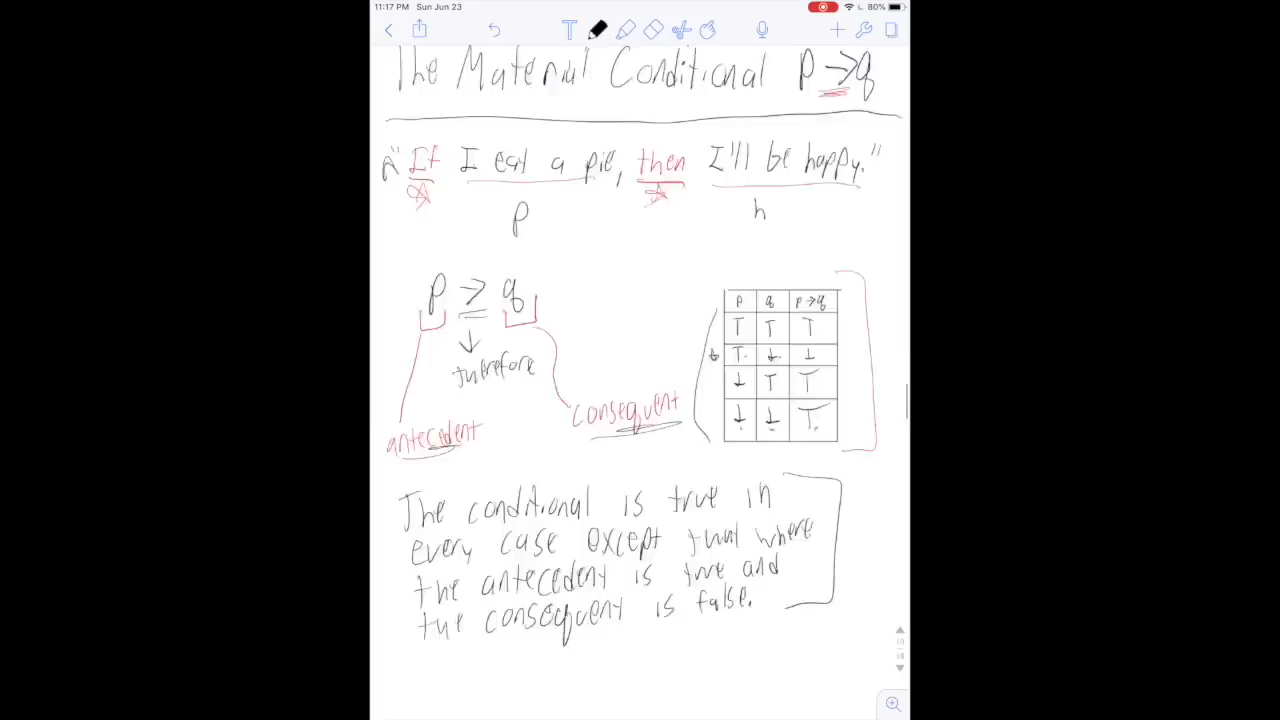 11:17 PM Sun Jun 23 80%
The Material Conditional p → q
"If I eat a pie, then I'll be happy."
p h
p → q
therefore
antecedent
consequent
p q p → q
T T T
T ⊥ ⊥
⊥ T T
⊥ ⊥ T
The conditional is true in
every case except that where
the antecedent is true and
the consequent is false.
10
18